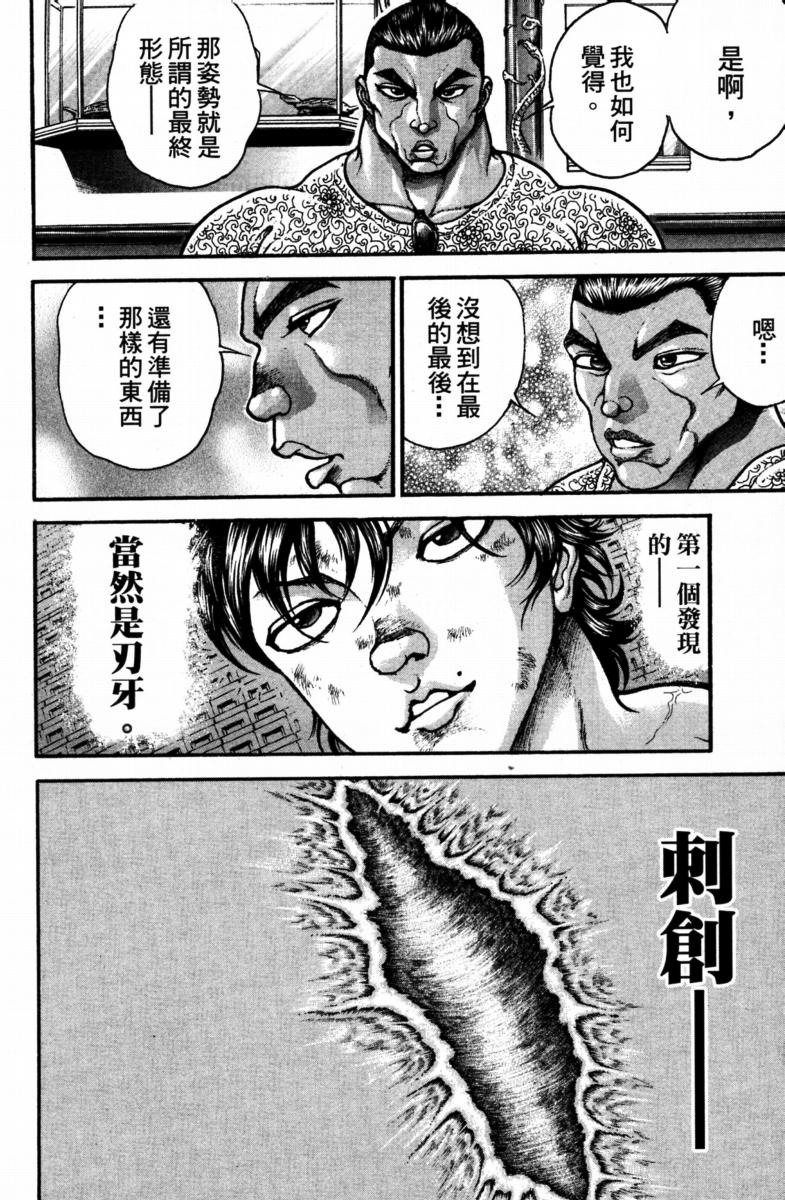 是啊，
我也如何
覺得。
那姿勢就是
所謂的最終
形態——
嗯…
沒想到在最
後的最後…
還有準備了
那樣的東西
…
第一個發現
的——
當然是刃牙。
刺創——